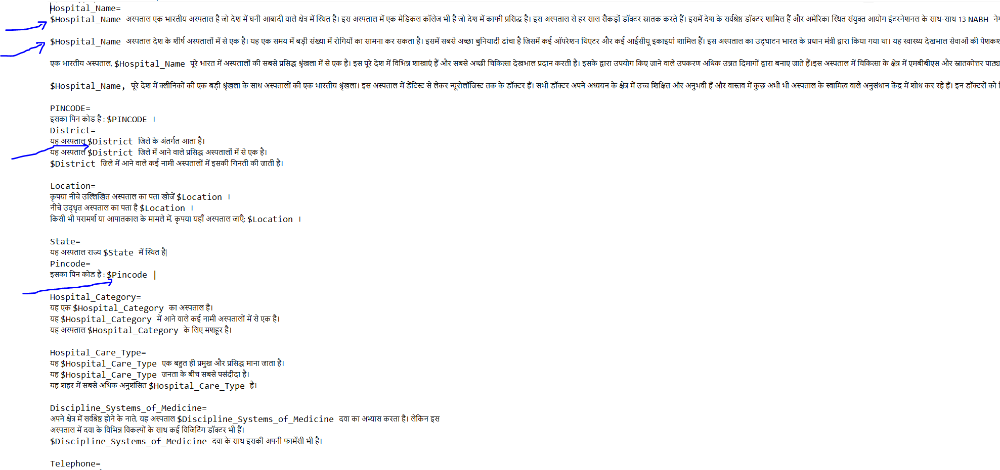 Hospital_Name=
$Hospital_Name अस्पताल एक भारतीय अस्पताल है जो देश में घनी आबादी वाले क्षेत्र में स्थित है। इस अस्पताल में एक मेडिकल कॉलेज भी है जो देश में काफी प्रसिद्ध है। इस अस्पताल से हर साल सैकड़ों डॉक्टर स्नातक करते हैं। इसमें देश के सर्वश्रेष्ठ डॉक्टर शामिल हैं और अमेरिका स्थित संयुक्त आयोग इंटरनेशनल के साथ-साथ 13 NABH
$Hospital_Name अस्पताल देश के शीर्ष अस्पतालों में से एक है। यह एक समय में बड़ी संख्या में रोगियों का सामना कर सकता है। इसमें सबसे अच्छा बुनियादी ढांचा है जिसमें कई ऑपरेशन थिएटर और कई आईसीयू इकाइयां शामिल हैं। इस अस्पताल का उद्घाटन भारत के प्रधान मंत्री द्वारा किया गया था। यह स्वास्थ्य देखभाल सेवाओं की पेशकश
एक भारतीय अस्पताल, $Hospital_Name पूरे भारत में अस्पतालों की सबसे प्रसिद्ध श्रृंखला में से एक है। इस पूरे देश में विभिन्न शाखाएं हैं और सबसे अच्छी चिकित्सा देखभाल प्रदान करती है। इसके द्वारा उपयोग किए जाने वाले उपकरण अधिक उन्नत दिमागों द्वारा बनाए जाते हैं।इस अस्पताल में चिकित्सा के क्षेत्र में एमबीबीएस और स्नातकोत्तर
$Hospital_Name, पूरे देश में क्लीनिकों की एक बड़ी श्रृंखला के साथ अस्पतालों की एक भारतीय श्रृंखला। इस अस्पताल में डेंटिस्ट से लेकर न्यूरोलॉजिस्ट तक के डॉक्टर हैं। सभी डॉक्टर अपने अध्ययन के क्षेत्र में उच्च शिक्षित और अनुभवी हैं और वास्तव में कुछ अभी भी अस्पताल के स्वामित्व वाले अनुसंधान केंद्र में शोध कर रहे हैं। इन डॉक्टरों को
PINCODE=
इसका पिन कोड है : $PINCODE ।
District=
यह अस्पताल $District जिले के अंतर्गत आता है।
यह अस्पताल $District जिले में आने वाले प्रसिद्ध अस्पतालों में से एक है।
$District जिले में आने वाले कई नामी अस्पतालों में इसकी गिनती की जाती है।
Location=
कृपया नीचे उल्लिखित अस्पताल का पता खोजें $Location ।
नीचे उद्धृत अस्पताल का पता है $Location ।
किसी भी परामर्श या आपातकाल के मामले में, कृपया यहाँ अस्पताल जाएँ: $Location ।
State=
यह अस्पताल राज्य $State में स्थित है|
Pincode=
इसका पिन कोड है : $Pincode |
Hospital_Category=
यह एक $Hospital_Category का अस्पताल है।
यह $Hospital_Category में आने वाले कई नामी अस्पतालों में से एक है।
यह अस्पताल $Hospital_Category के लिए मशहूर है।
Hospital_Care_Type=
यह $Hospital_Care_Type एक बहुत ही प्रमुख और प्रसिद्ध माना जाता है।
यह $Hospital_Care_Type जनता के बीच सबसे पसंदीदा है।
यह शहर में सबसे अधिक अनुशंसित $Hospital_Care_Type है।
Discipline_Systems_of_Medicine=
अपने क्षेत्र में सर्वश्रेष्ठ होने के नाते, यह अस्पताल $Discipline_Systems_of_Medicine दवा का अभ्यास करता है। लेकिन इस
अस्पताल में दवा के विभिन्न विकल्पों के साथ कई विजिटिंग डॉक्टर भी हैं।
$Discipline_Systems_of_Medicine दवा के साथ इसकी अपनी फार्मेसी भी है।
Telephone=